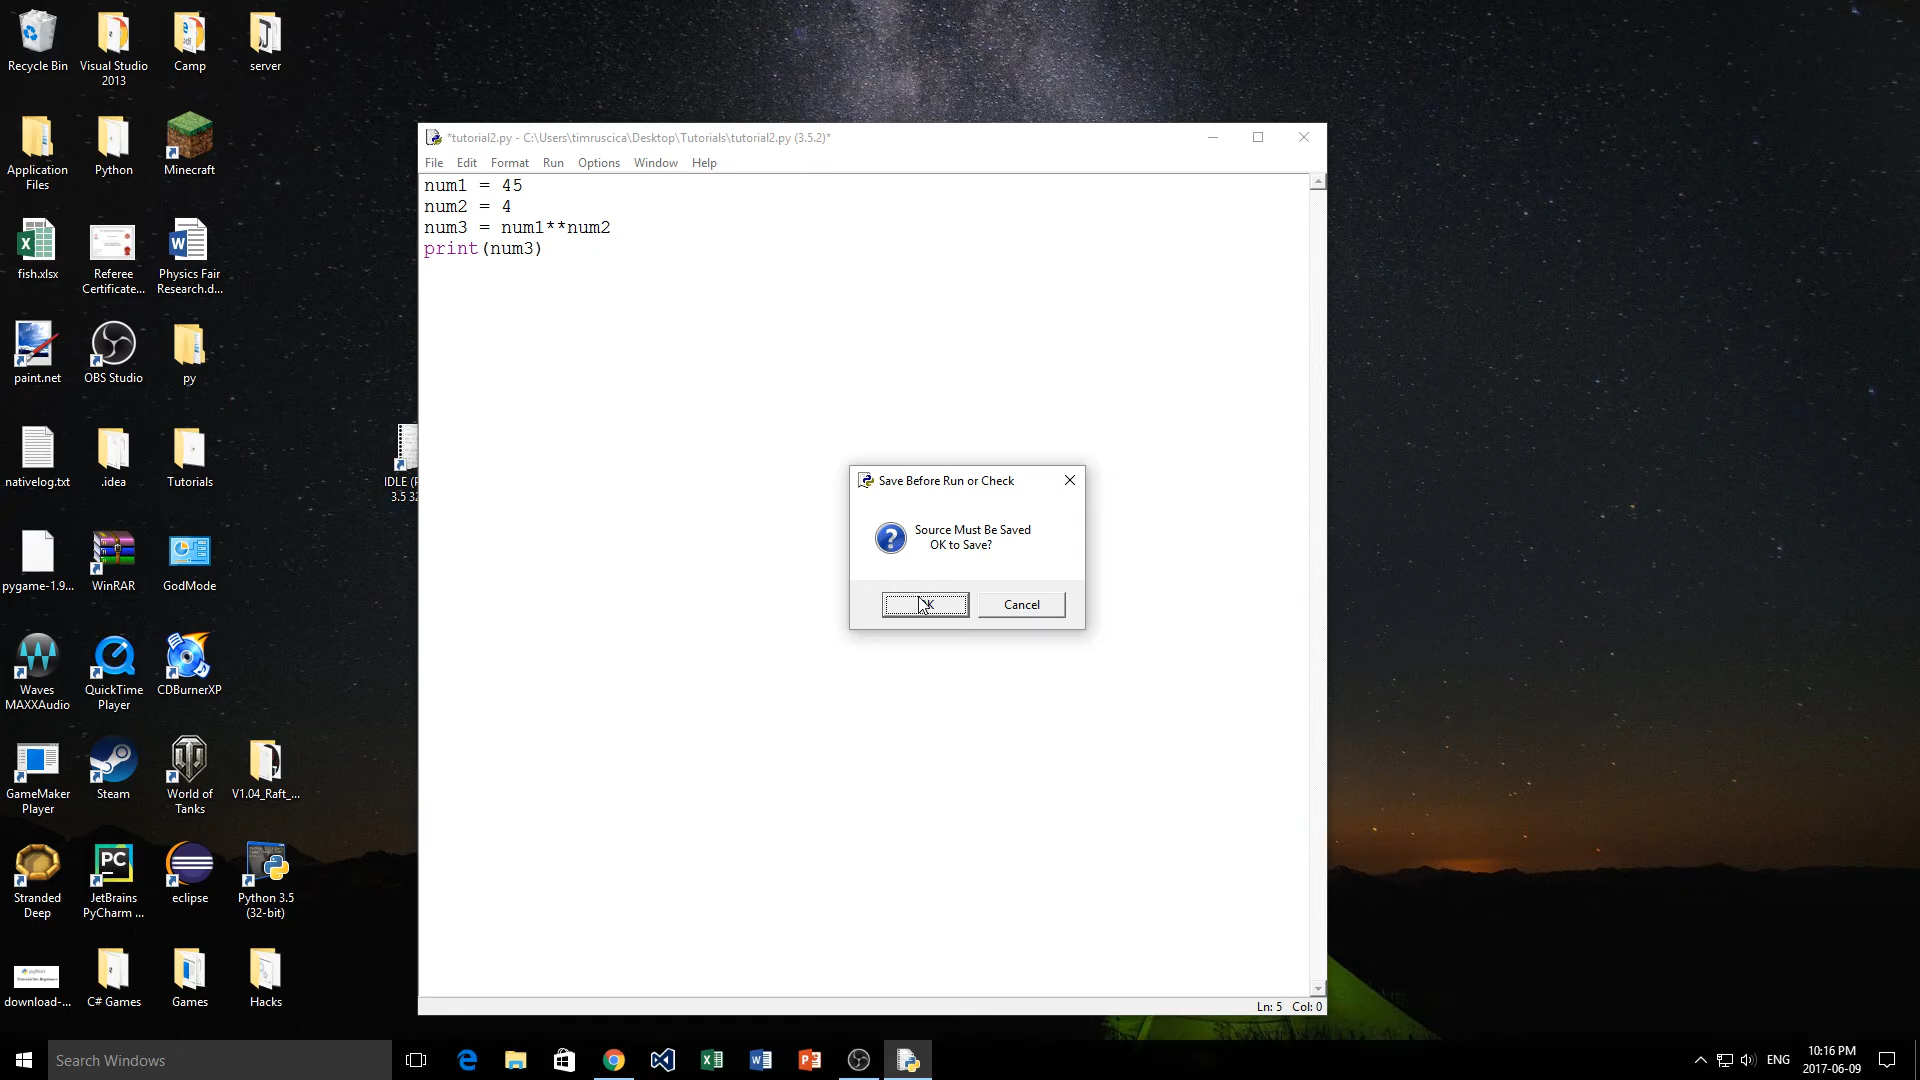 Recycle Bin
Visual Studio
2013
Camp
server
Application
Files
Python
Minecraft
fish.xlsx
Referee
Certificate...
Physics Fair
Research.d...
paint.net
OBS Studio
py
nativelog.txt
.idea
Tutorials
pygame-1.9...
WinRAR
GodMode
Waves
MAXXAudio
QuickTime
Player
CDBurnerXP
GameMaker
Player
Steam
World of
Tanks
V1.04_Raft_...
Stranded
Deep
JetBrains
PyCharm ...
eclipse
Python 3.5
(32-bit)
download-...
C# Games
Games
Hacks
IDLE (P
3.5 32
*tutorial2.py - C:\Users\timruscica\Desktop\Tutorials\tutorial2.py (3.5.2)*
File Edit Format Run Options Window Help
num1 = 45
num2 = 4
num3 = num1**num2
print(num3)
Save Before Run or Check
Source Must Be Saved
OK to Save?
Cancel
Ln: 5 Col: 0
Search Windows
ENG
10:16 PM
2017-06-09